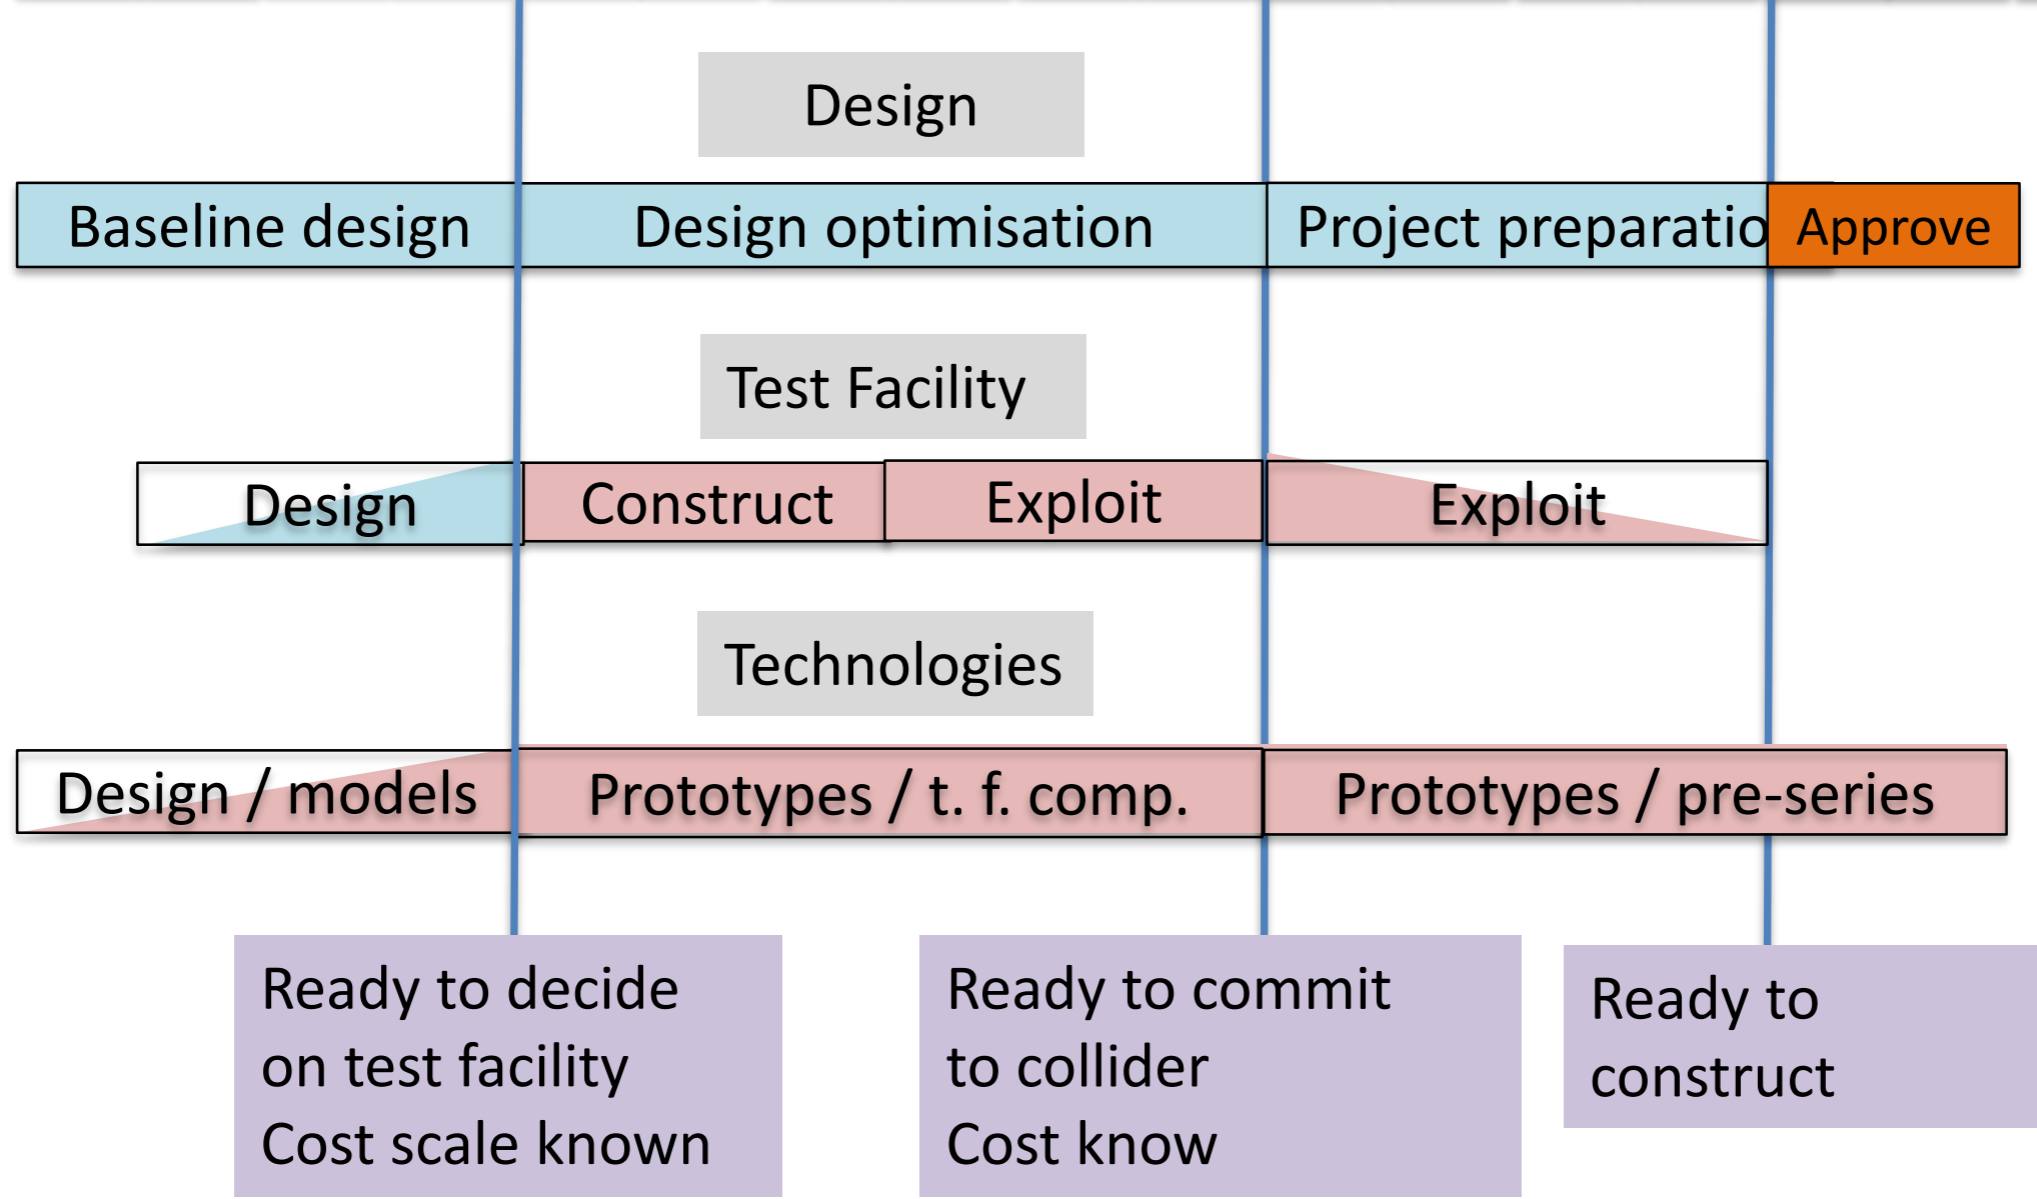 Design
Baseline design
Design optimisation
Project preparatio
Approve
Test Facility
Design
Construct
Exploit
Exploit
Technologies
Design / models
Prototypes / t. f. comp.
Prototypes / pre-series
Ready to decide
on test facility
Cost scale known
Ready to commit
to collider
Cost know
Ready to
construct